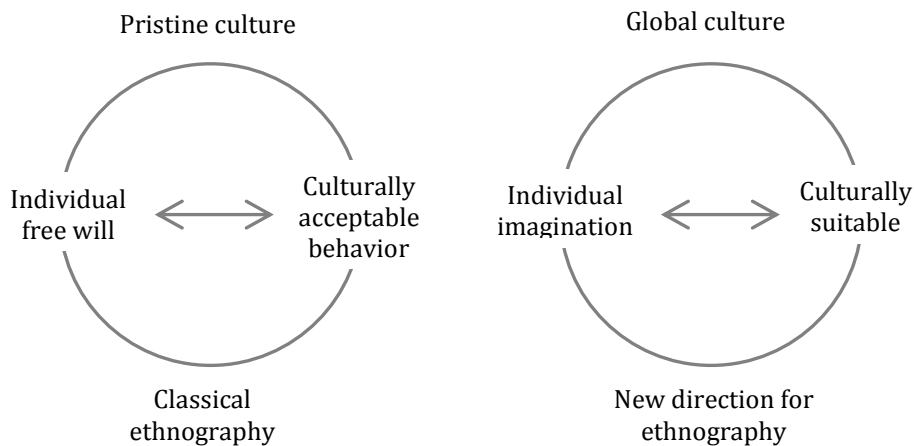 Pristine culture
Individual
free will
Culturally
acceptable
behavior
Classical
ethnography
Global culture
Individual
imagination
Culturally
suitable
New direction for
ethnography